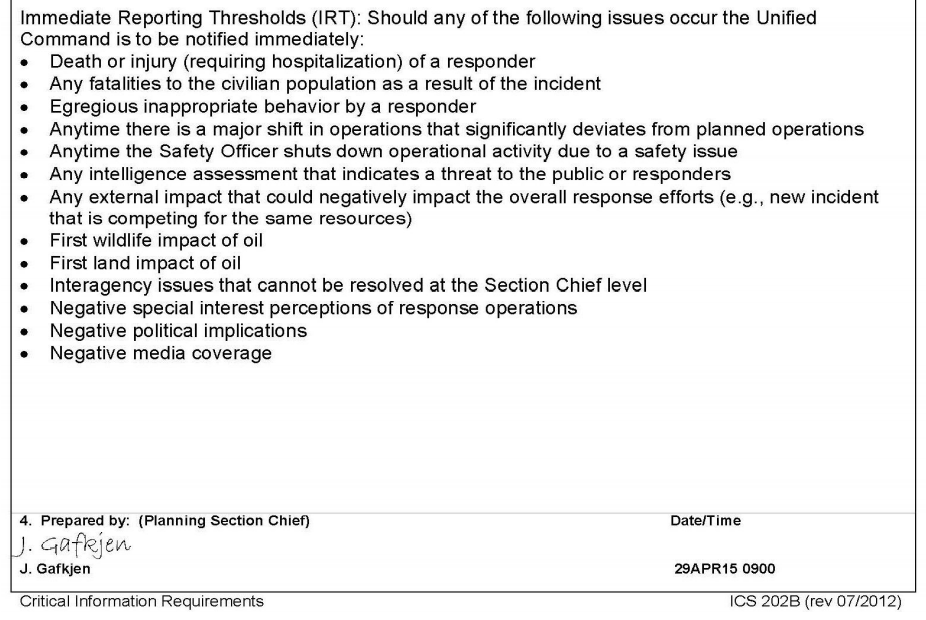 Immediate Reporting Thresholds (IRT): Should any of the following issues occur the Unified
Command is to be notified immediately:
• Death or injury (requiring hospitalization) of a responder
• Any fatalities to the civilian population as a result of the incident
• Egregious inappropriate behavior by a responder
• Anytime there is a major shift in operations that significantly deviates from planned operations
• Anytime the Safety Officer shuts down operational activity due to a safety issue
• Any intelligence assessment that indicates a threat to the public or responders
• Any external impact that could negatively impact the overall response efforts (e.g., new incident
that is competing for the same resources)
• First wildlife impact of oil
• First land impact of oil
• Interagency issues that cannot be resolved at the Section Chief level
• Negative special interest perceptions of response operations
• Negative political implications
• Negative media coverage
4. Prepared by: (Planning Section Chief) Date/Time
J. Gafkjen
J. Gafkjen 29APR15 0900
Critical Information Requirements ICS 202B (rev 07/2012)